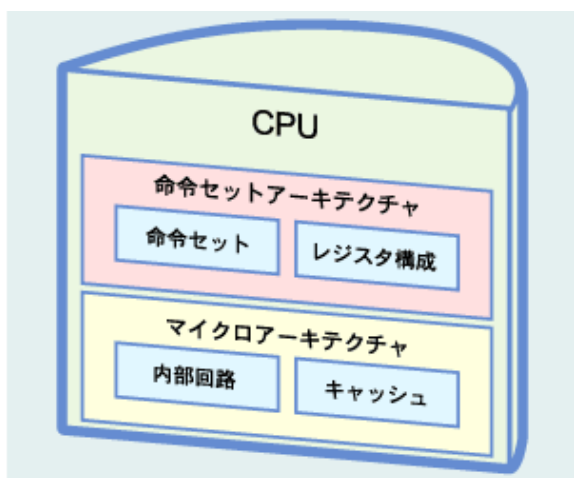 CPU
命令セットアーキテクチャ
命令セット
レジスタ構成
マイクロアーキテクチャ
内部回路
キャッシュ